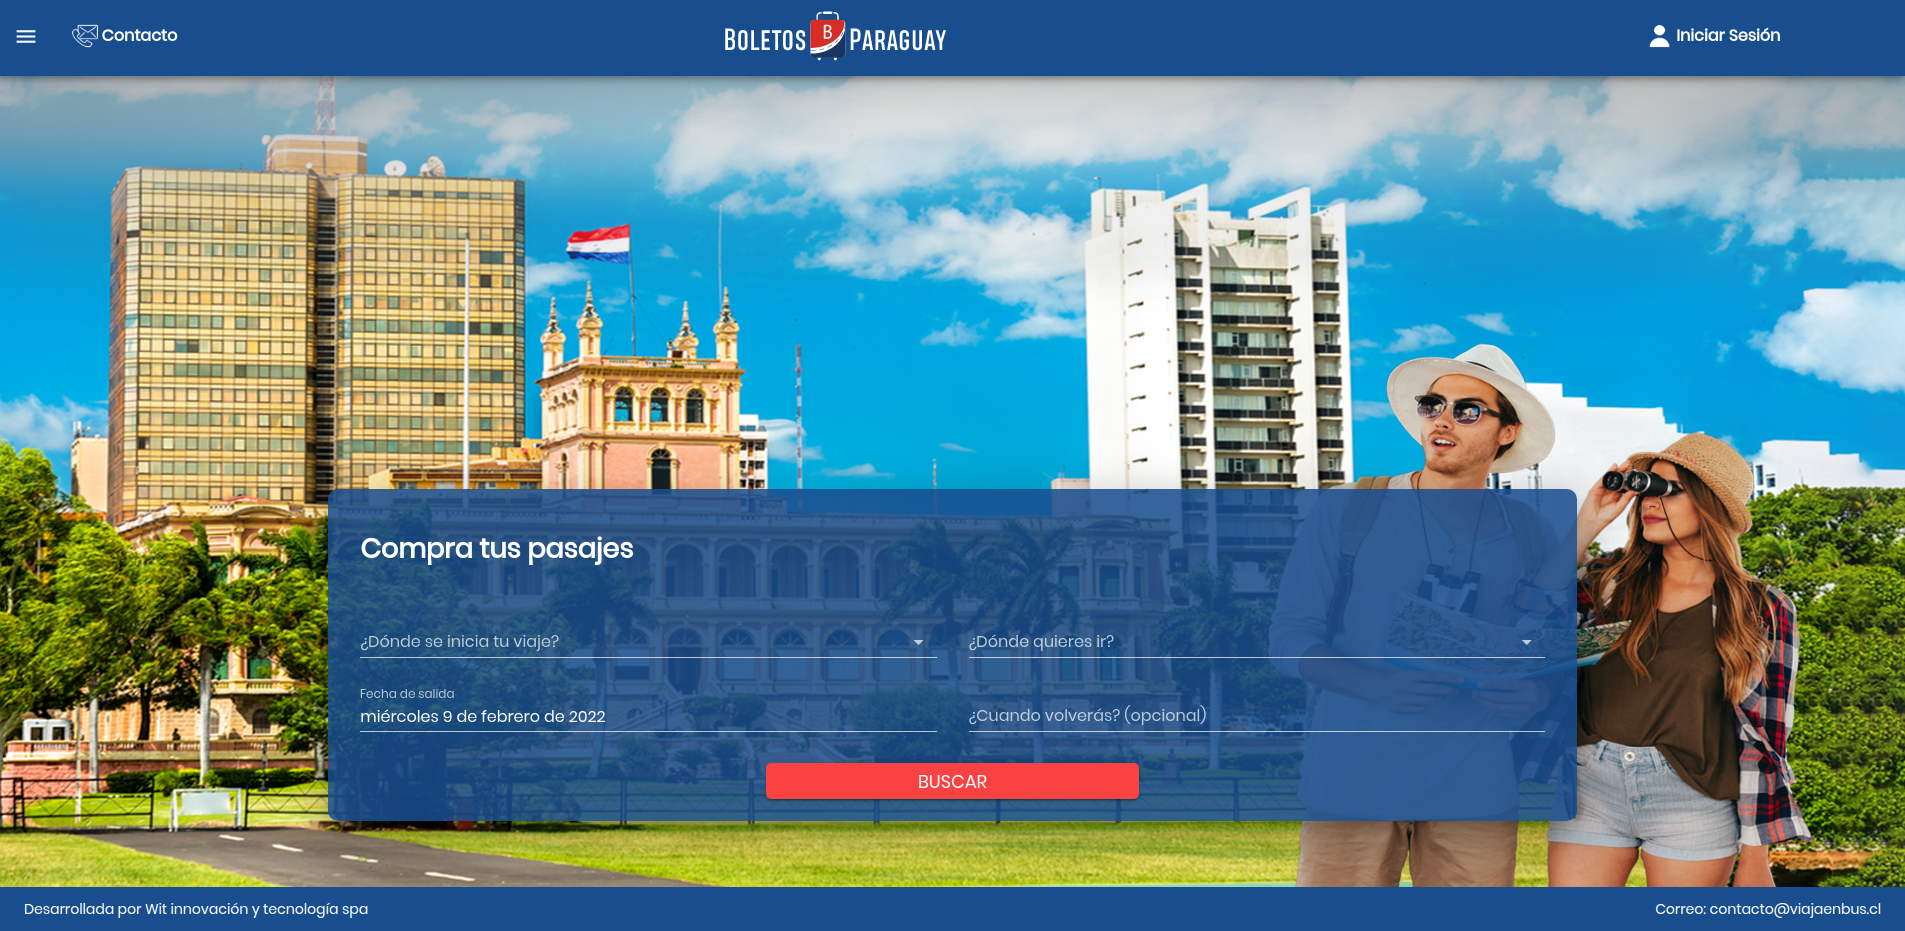 Contacto
BOLETOS B PARAGUAY
Iniciar Sesión
Compra tus pasajes
¿Dónde se inicia tu viaje?
¿Dónde quieres ir?
Fecha de salida
miércoles 9 de febrero de 2022
¿Cuando volverás? (opcional)
BUSCAR
Desarrollada por Wit innovación y tecnología spa
Correo: contacto@viajaenbus.cl